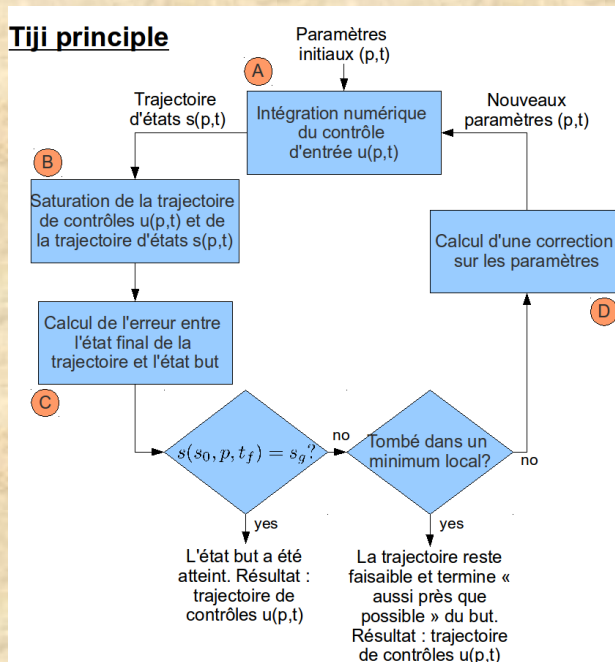 Tiji principle
Paramètres
initiaux (p,t)
A
Intégration numérique
du contrôle
d'entrée u(p,t)
Trajectoire
d'états s(p,t)
Nouveaux
paramètres (p,t)
B
Saturation de la trajectoire
de contrôles u(p,t) et de
la trajectoire d'états s(p,t)
Calcul d'une correction
sur les paramètres
D
Calcul de l'erreur entre
l'état final de la
trajectoire et l'état but
C
s(s₀, p, t_f) = s_g?
no
Tombé dans un
minimum local?
no
yes
yes
L'état but a été
atteint. Résultat :
trajectoire de
contrôles u(p,t)
La trajectoire reste
faisaible et termine «
aussi près que
possible » du but.
Résultat : trajectoire
de contrôles u(p,t)